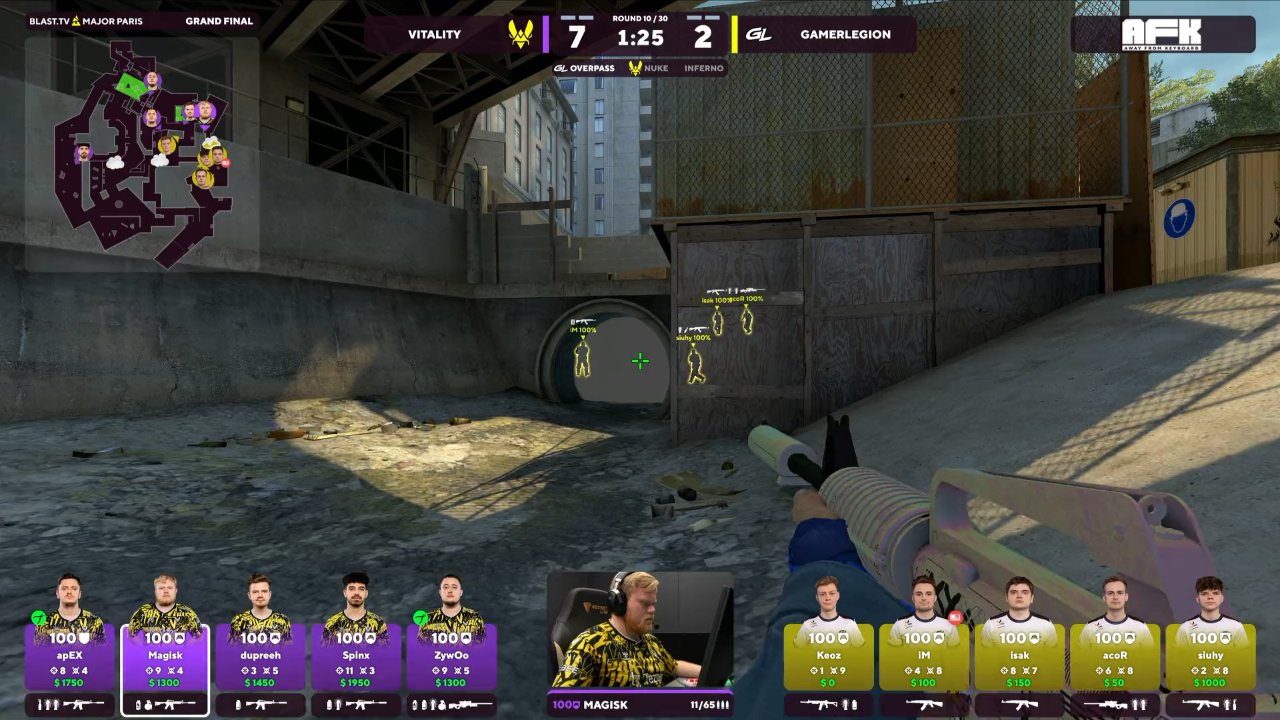 BLAST.TV MAJOR PARIS GRAND FINAL
VITALITY 7 ROUND 10 / 30 2 GL GAMERLEGION
1:25
AFK
AWAY FROM KEYBOARD
GL OVERPASS NUKE INFERNO
isak 100% acoR 100%
iM 100%
siuhy 100%
100 100 100 100 100 100 100 100 100 100
apEX Magisk dupreeh Spinx ZywOo Keoz iM isak acoR siuhy
8 4 9 4 3 5 11 3 9 5 1 9 4 8 8 7 6 8 2 8
$1750 $1300 $1450 $1950 $1300 $0 $100 $150 $50 $1000
100 MAGISK 11/65